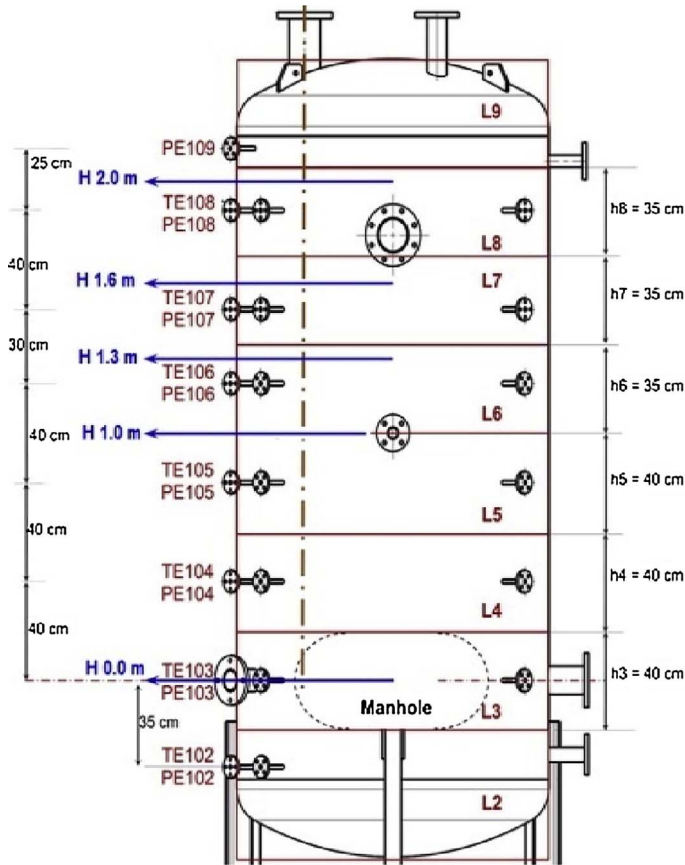 L9
PE109
25 cm
H 2.0 m
TE108
PE108
h8 = 35 cm
L8
40 cm
H 1.6 m
L7
TE107
PE107
h7 = 35 cm
30 cm
H 1.3 m
TE106
PE106
h6 = 35 cm
L6
40 cm
H 1.0 m
TE105
PE105
h5 = 40 cm
L5
40 cm
TE104
PE104
h4 = 40 cm
L4
40 cm
H 0.0 m
TE103
PE103
h3 = 40 cm
Manhole
L3
35 cm
TE102
PE102
L2